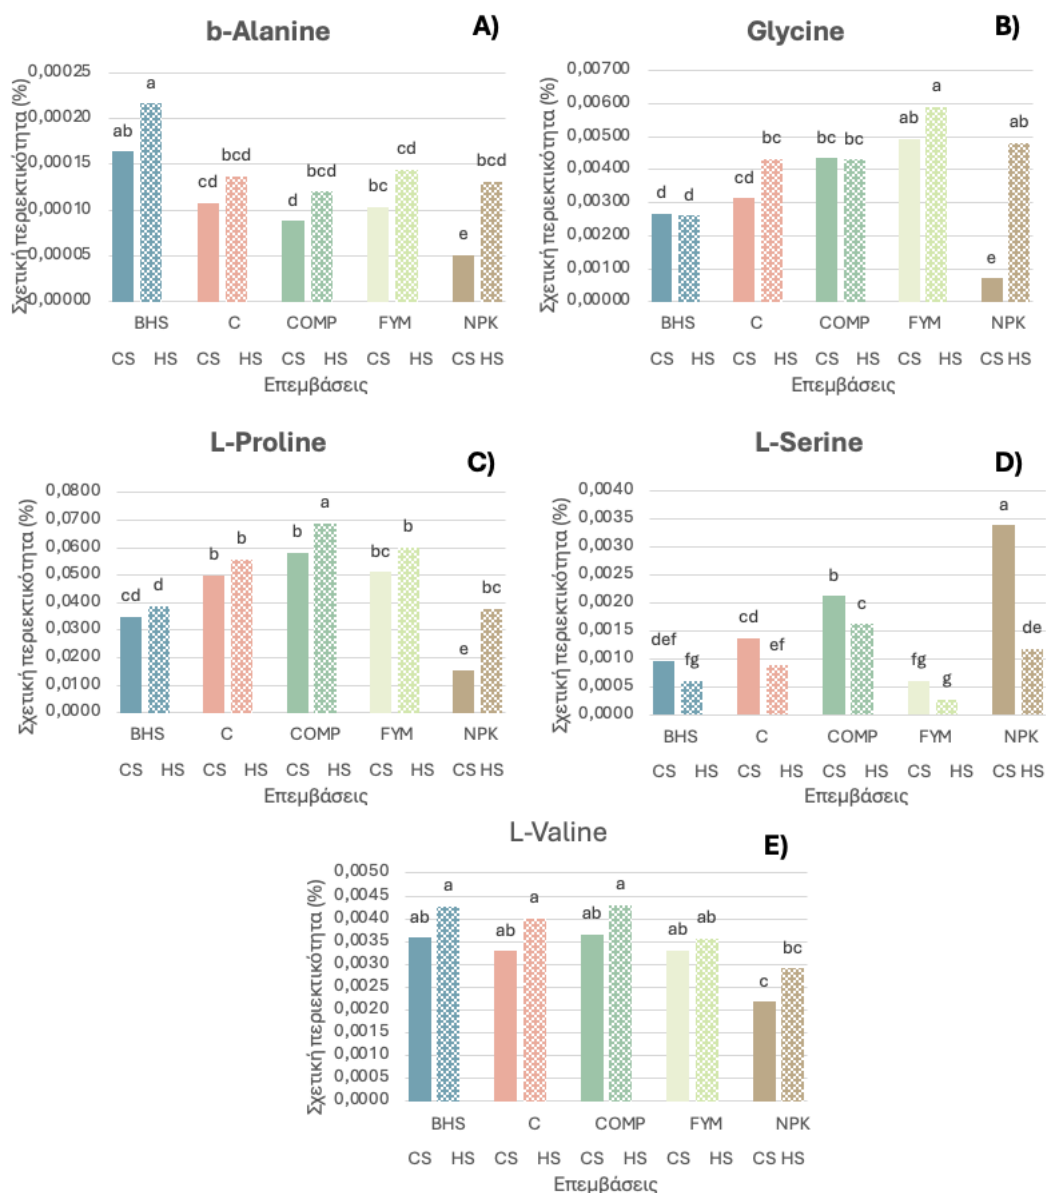 b-Alanine
A)
Σχετική περιεκτικότητα (%)
0,00025
0,00020
0,00015
0,00010
0,00005
0,00000
ab a cd bcd d bcd bc cd e bcd
BHS C COMP FYM NPK
CS HS CS HS CS HS CS HS CS HS
Επεμβάσεις
Glycine
B)
Σχετική περιεκτικότητα (%)
0,00700
0,00600
0,00500
0,00400
0,00300
0,00200
0,00100
0,00000
d d cd bc bc bc ab a e ab
BHS C COMP FYM NPK
CS HS CS HS CS HS CS HS CS HS
Επεμβάσεις
L-Proline
C)
Σχετική περιεκτικότητα (%)
0,0800
0,0700
0,0600
0,0500
0,0400
0,0300
0,0200
0,0100
0,0000
cd d b b b a bc b e bc
BHS C COMP FYM NPK
CS HS CS HS CS HS CS HS CS HS
Επεμβάσεις
L-Serine
D)
Σχετική περιεκτικότητα (%)
0,0040
0,0035
0,0030
0,0025
0,0020
0,0015
0,0010
0,0005
0,0000
def fg cd ef b c fg g a de
BHS C COMP FYM NPK
CS HS CS HS CS HS CS HS CS HS
Επεμβάσεις
L-Valine
E)
Σχετική περιεκτικότητα (%)
0,0050
0,0045
0,0040
0,0035
0,0030
0,0025
0,0020
0,0015
0,0010
0,0005
0,0000
ab a ab a ab a ab ab c bc
BHS C COMP FYM NPK
CS HS CS HS CS HS CS HS CS HS
Επεμβάσεις